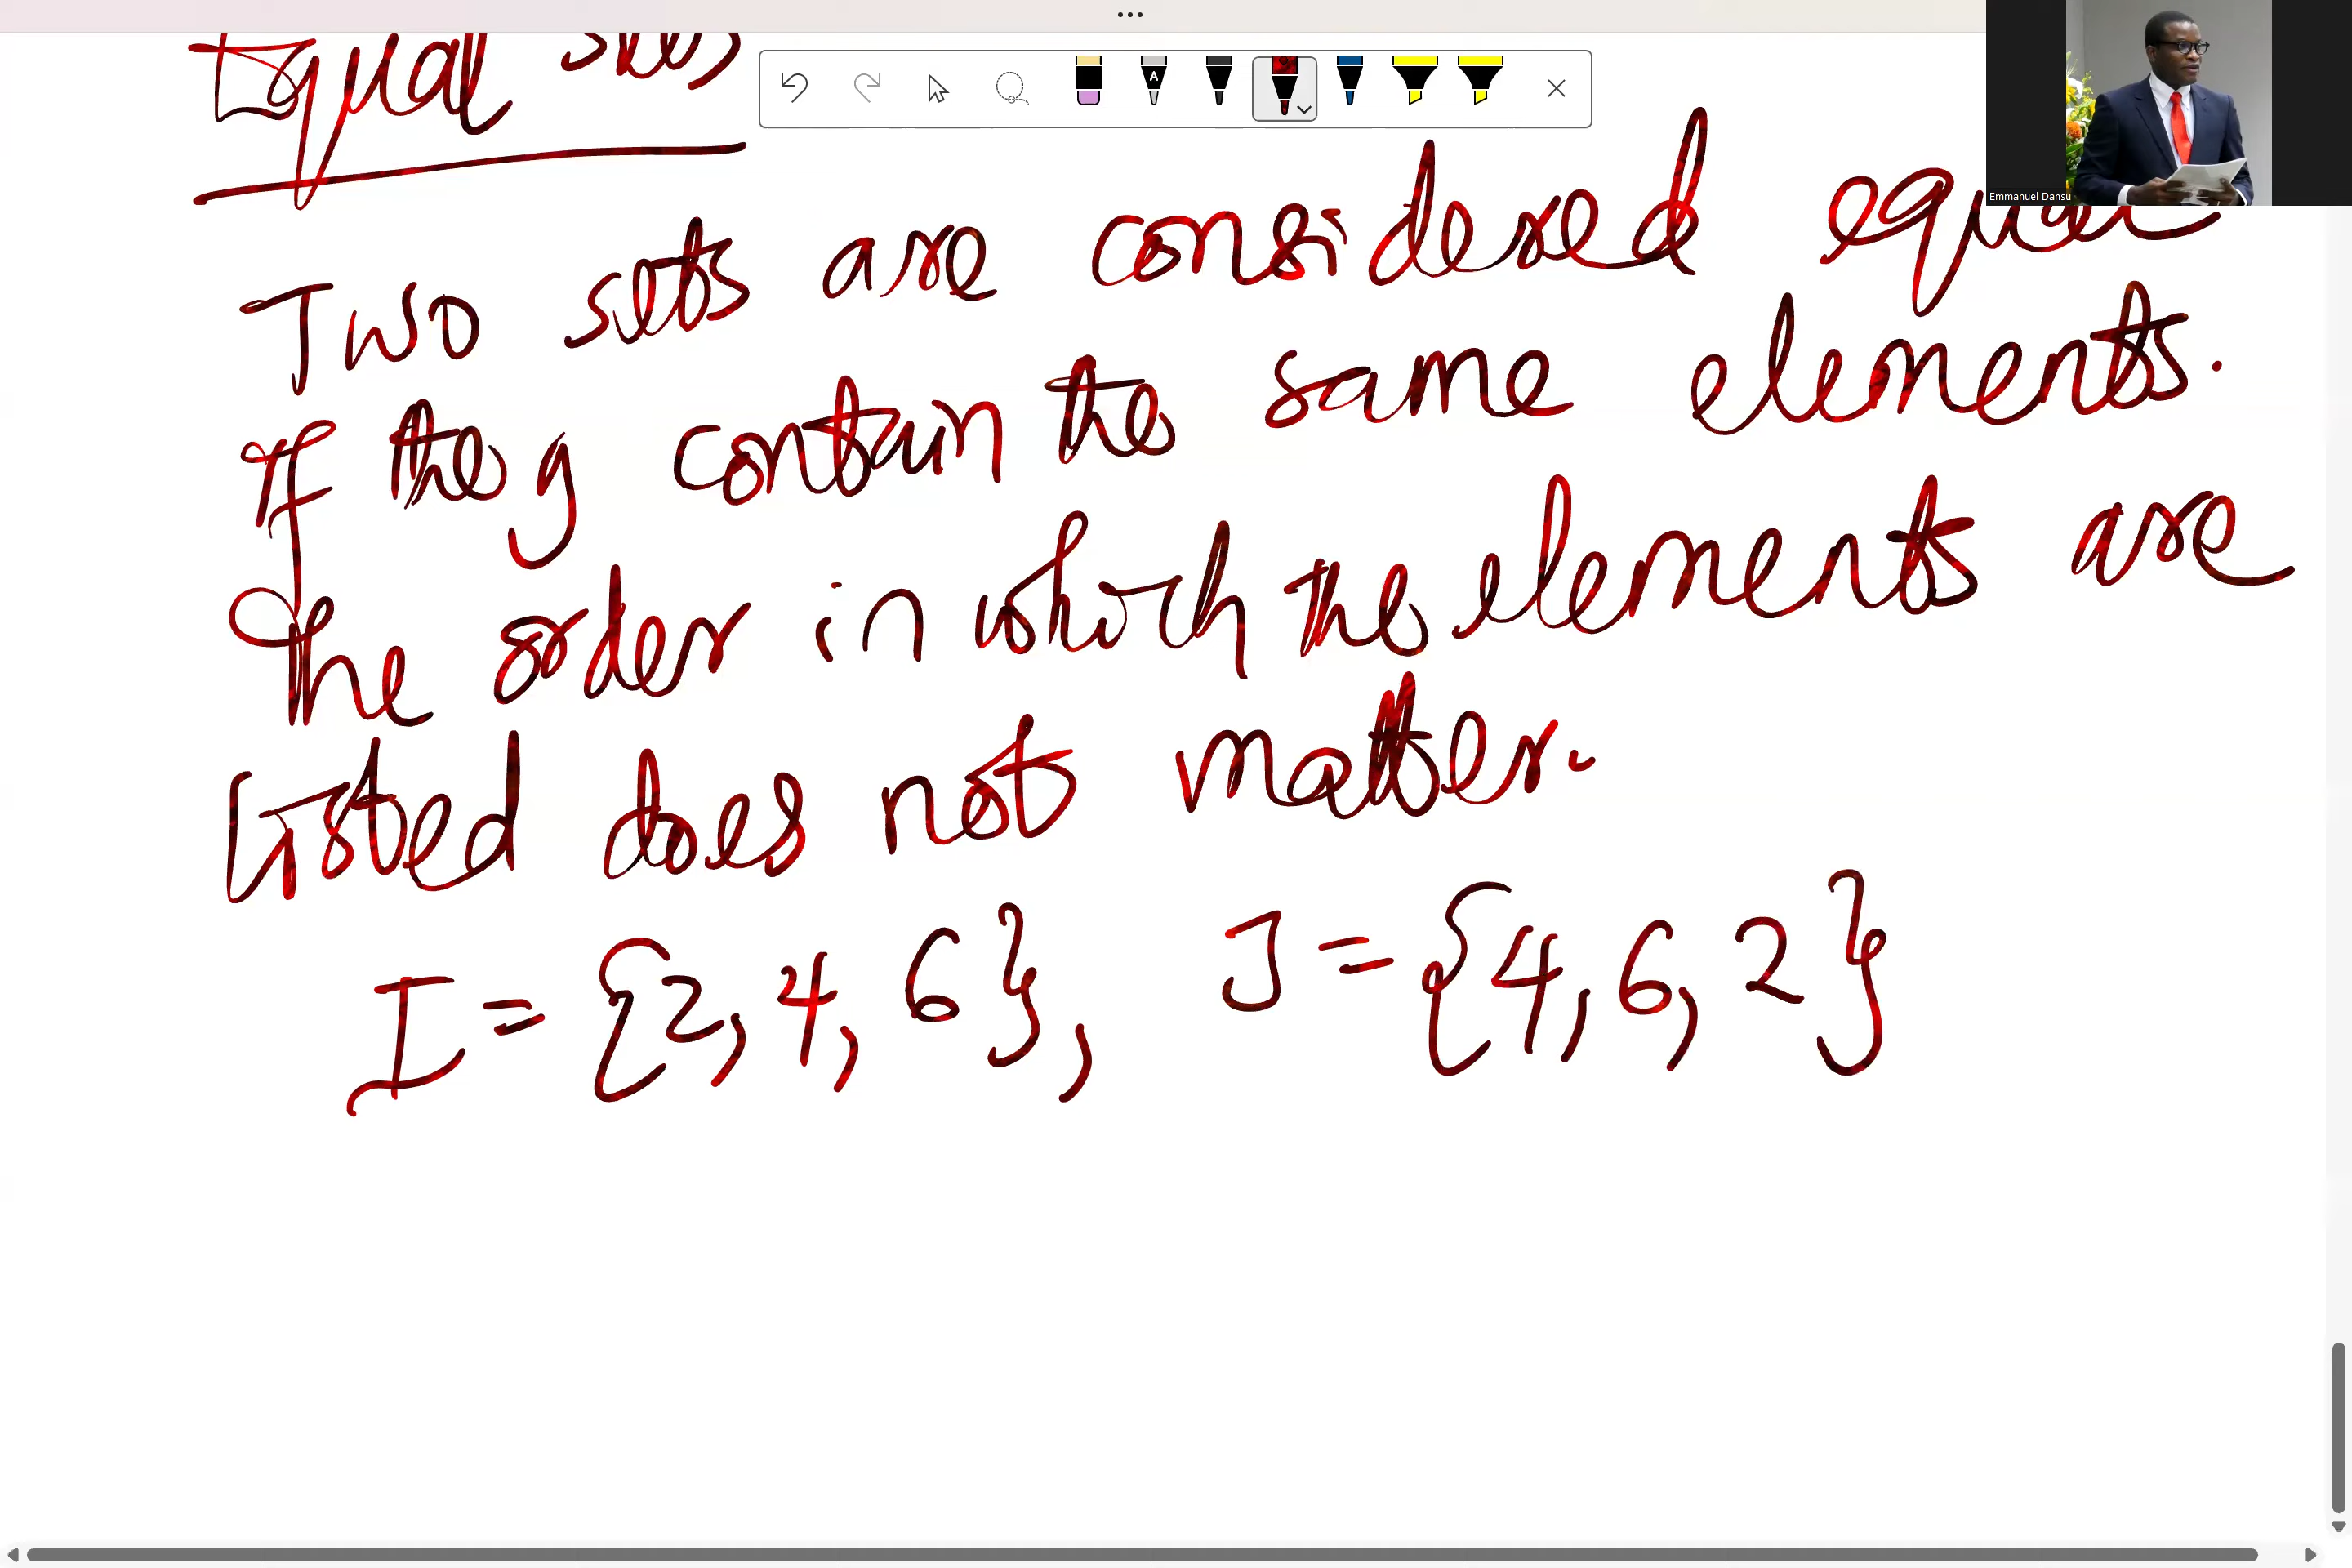 Equal sets
Emmanuel Dansu
Two sets are considered equal
if they contain the same elements.
The order in which the elements are
listed does not matter.
I = {2, 4, 6}, J = {4, 6, 2}